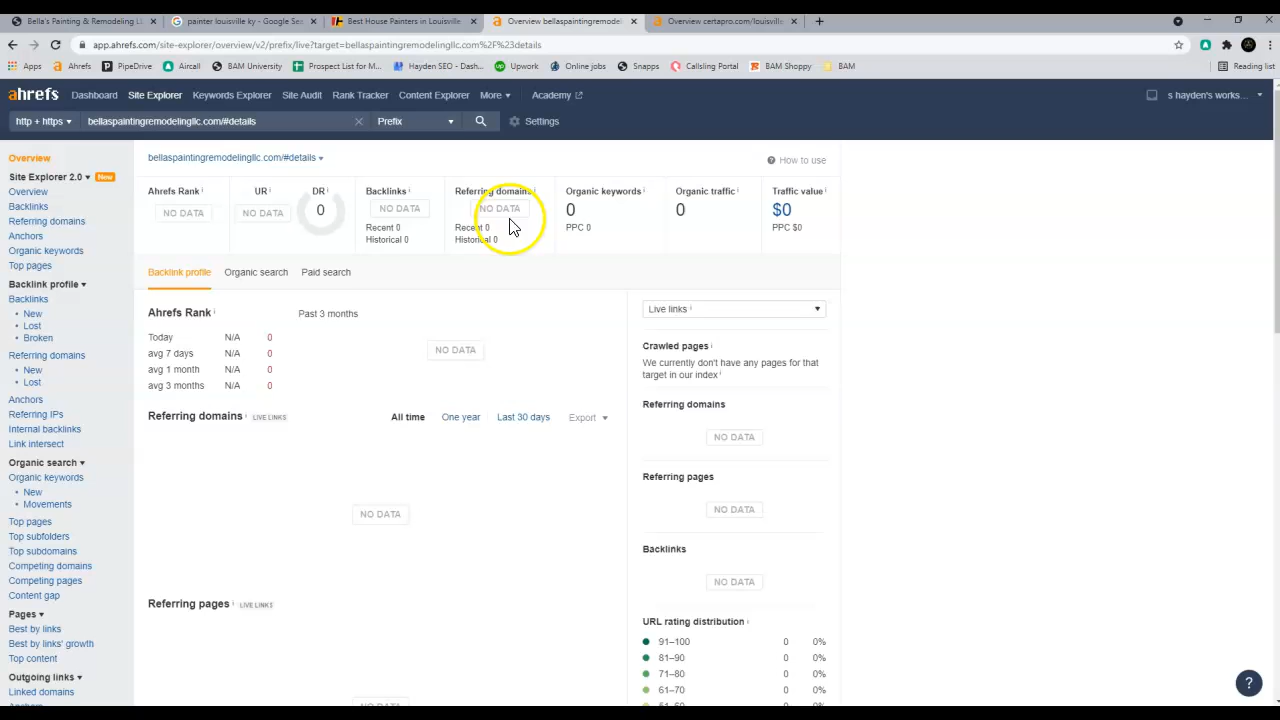 Bella's Painting & Remodeling L
painter louisville ky - Google Sea
Best House Painters in Louisville
Overview bellaspaintingremodel
Overview certapro.com/louisvill
app.ahrefs.com/site-explorer/overview/v2/prefix/live?target=bellaspaintingremodelingllc.com%2F%23details
Apps Ahrefs PipeDrive Aircall BAM University Prospect List for M... Hayden SEO - Dash... Upwork Online jobs Snapps Callsling Portal BAM Shoppy BAM Reading list
ahrefs Dashboard Site Explorer Keywords Explorer Site Audit Rank Tracker Content Explorer More Academy s hayden's works...
http + https bellaspaintingremodelingllc.com/#details Prefix Settings
Overview
Site Explorer 2.0 New
Overview
Backlinks
Referring domains
Anchors
Organic keywords
Top pages
Backlink profile
Backlinks
New
Lost
Broken
Referring domains
New
Lost
Anchors
Referring IPs
Internal backlinks
Link intersect
Organic search
Organic keywords
New
Movements
Top pages
Top subfolders
Top subdomains
Competing domains
Competing pages
Content gap
Pages
Best by links
Best by links' growth
Top content
Outgoing links
Linked domains
bellaspaintingremodelingllc.com/#details
How to use
Ahrefs Rank UR DR Backlinks Referring domains Organic keywords Organic traffic Traffic value
NO DATA NO DATA 0 NO DATA NO DATA 0 0 $0
Recent 0 Recent 0 PPC 0 PPC $0
Historical 0 Historical 0
Backlink profile Organic search Paid search
Ahrefs Rank Past 3 months
Today N/A 0
avg 7 days N/A 0
avg 1 month N/A 0
avg 3 months N/A 0
NO DATA
Referring domains LIVE LINKS All time One year Last 30 days Export
NO DATA
Referring pages LIVE LINKS
Live links
Crawled pages
We currently don't have any pages for that
target in our index
Referring domains
NO DATA
Referring pages
NO DATA
Backlinks
NO DATA
URL rating distribution
91–100 0 0%
81–90 0 0%
71–80 0 0%
61–70 0 0%
?